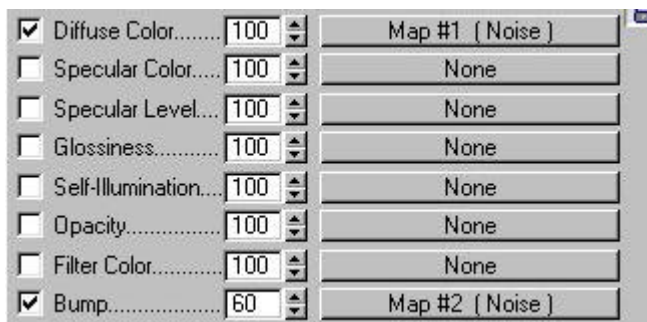 Diffuse Color........ 100 Map #1 ( Noise )
Specular Color..... 100 None
Specular Level.... 100 None
Glossiness........... 100 None
Self-Illumination.... 100 None
Opacity................ 100 None
Filter Color............ 100 None
Bump.................... 60 Map #2 ( Noise )